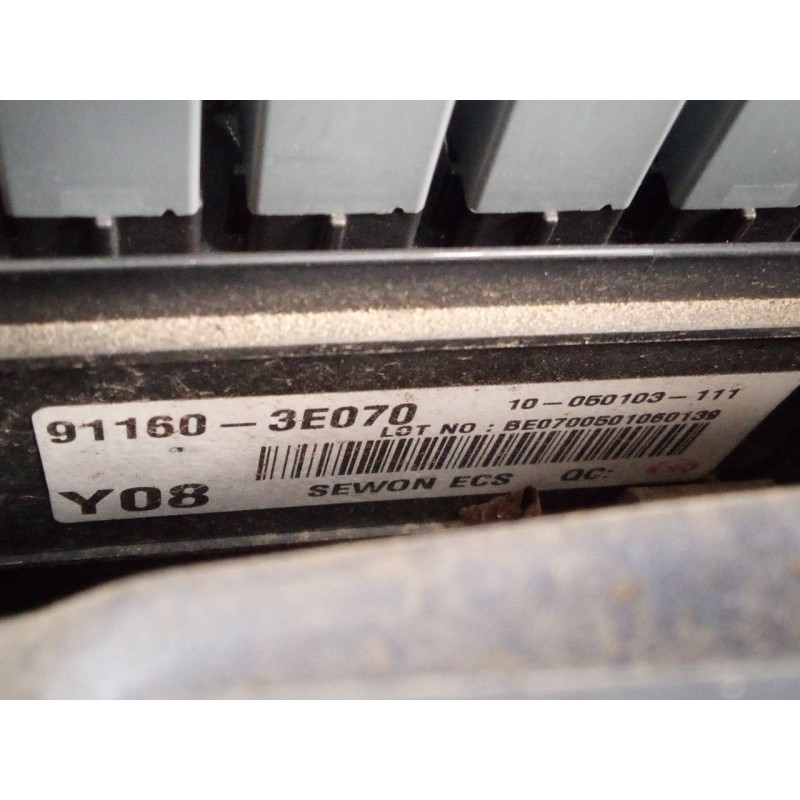 91160-3E070 10-050103-111
LOT NO : BE0700501060139
Y08 SEWON ECS QC: